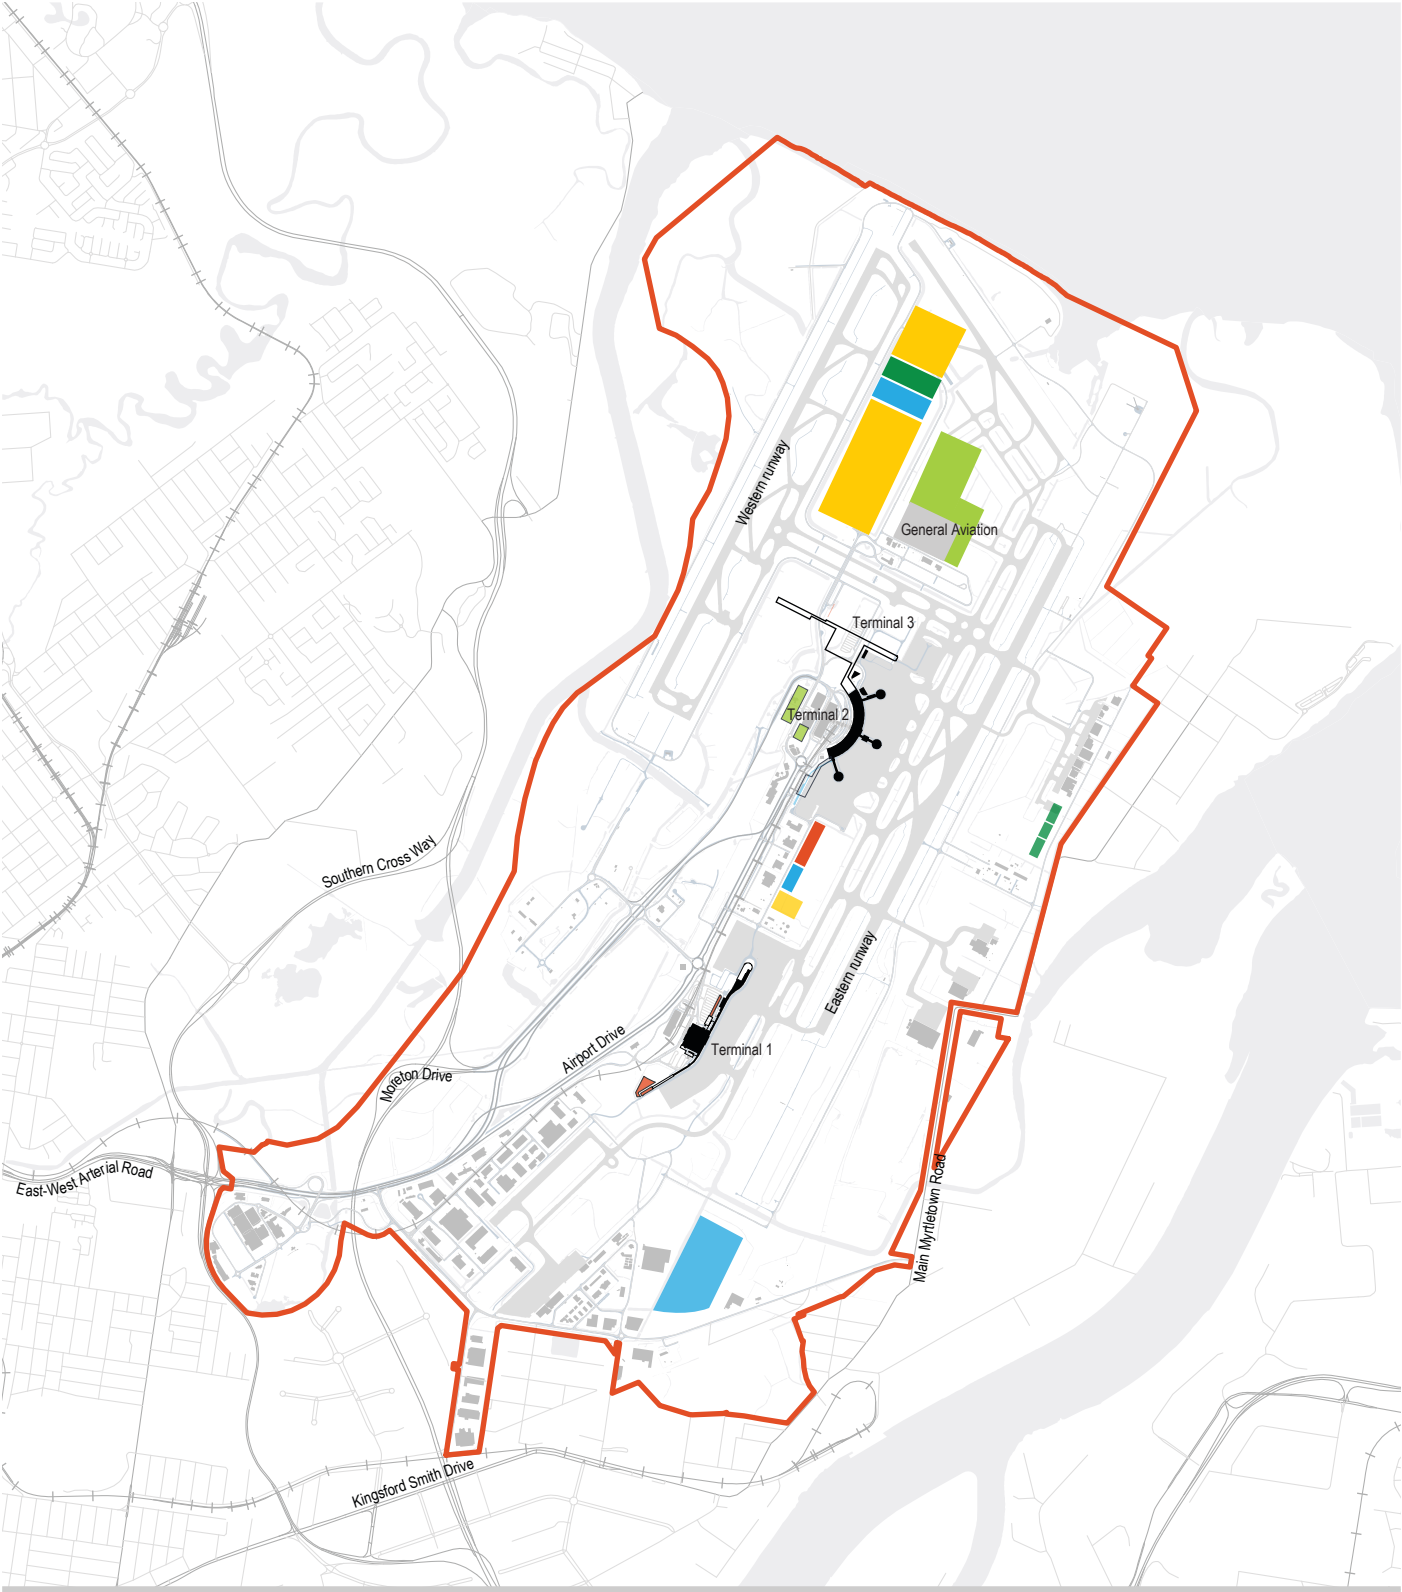 Western runway
General Aviation
Terminal 3
Terminal 2
Southern Cross Way
Eastern runway
Airport Drive
Terminal 1
Moreton Drive
East-West Arterial Road
Main Myrtletown Road
Kingsford Smith Drive